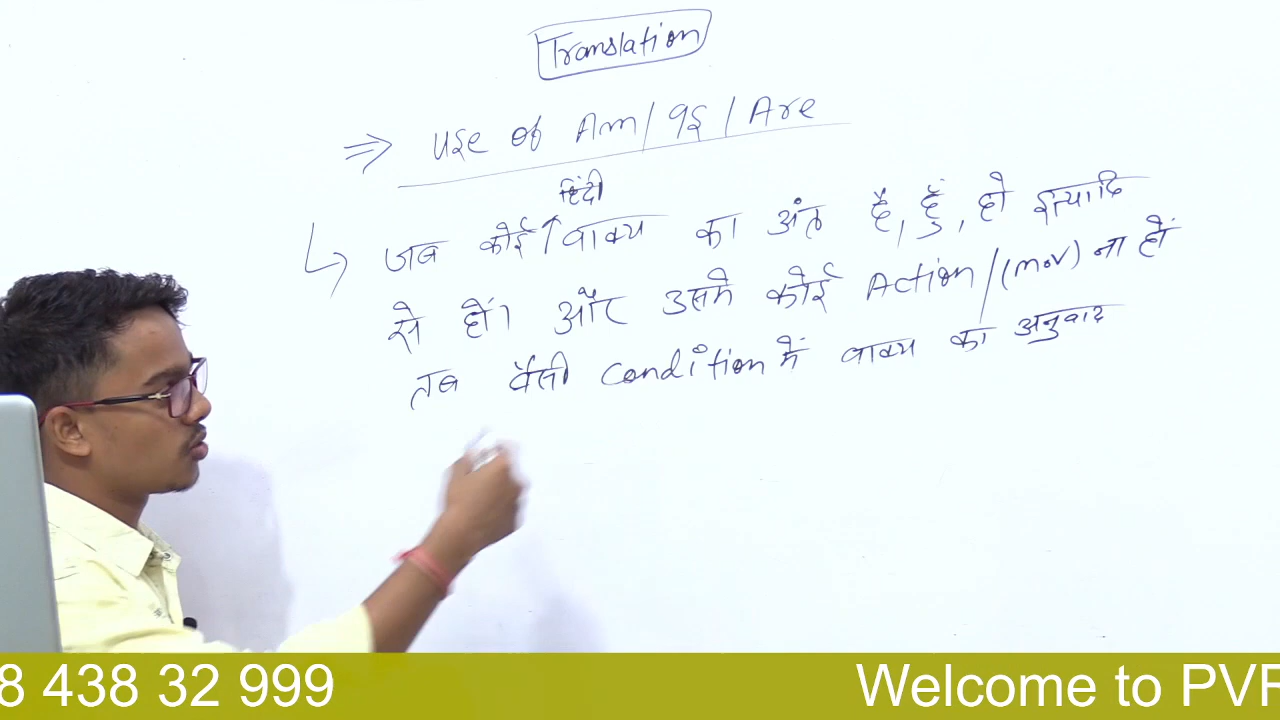 Translation
⇒ Use of Am/Is/Are
हिंदी
↳ जब कोई ↑ वाक्य का अंत है, हूँ, हो इत्यादि
से हों। और उसमे कोई Action/(m.v) ना हों
तब वैसी Condition में वाक्य का अनुवाद
8 438 32 999 Welcome to PVR